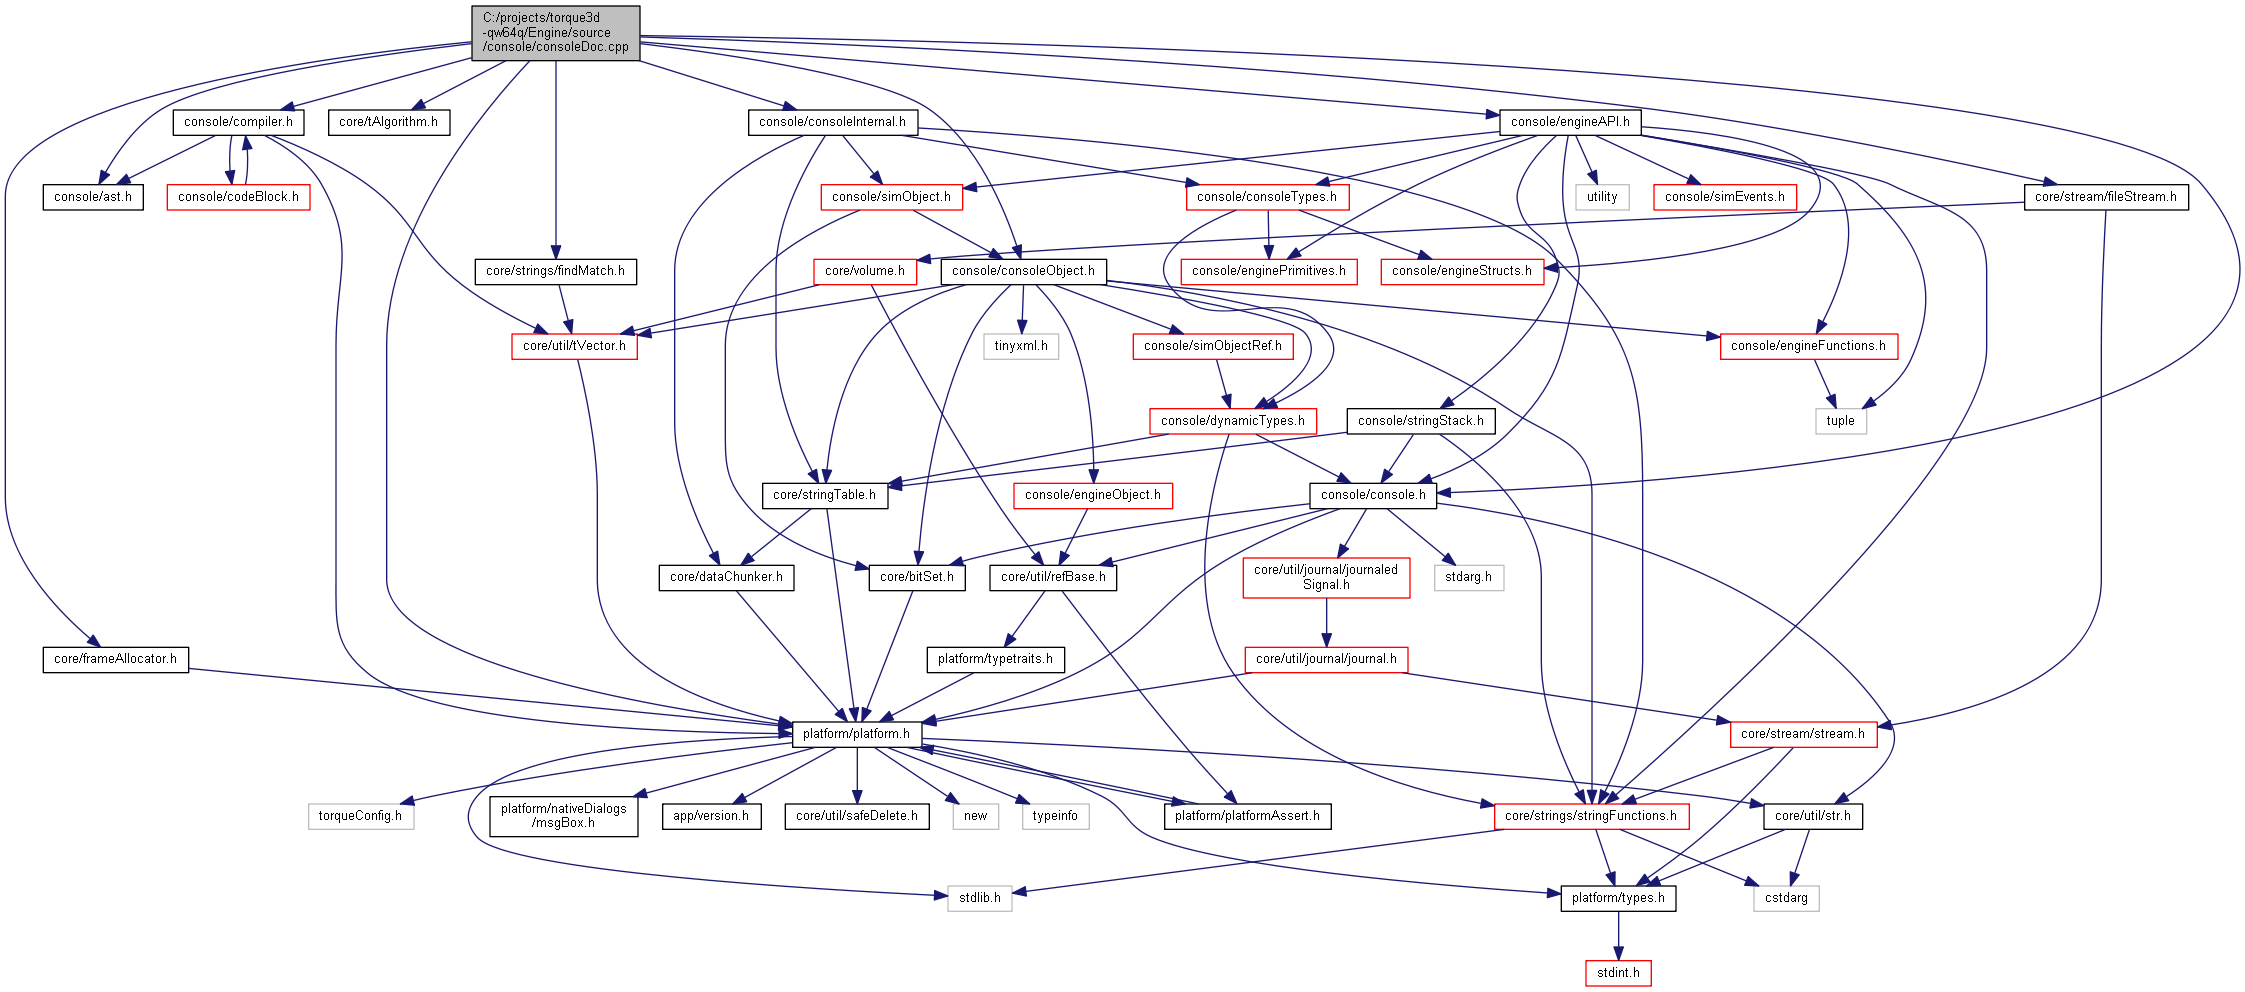 C:/projects/torque3d
-qw64q/Engine/source
/console/consoleDoc.cpp
console/compiler.h
core/tAlgorithm.h
console/consoleInternal.h
console/engineAPI.h
console/ast.h
console/codeBlock.h
console/simObject.h
console/consoleTypes.h
utility
console/simEvents.h
core/stream/fileStream.h
core/strings/findMatch.h
core/volume.h
console/consoleObject.h
console/enginePrimitives.h
console/engineStructs.h
core/util/tVector.h
tinyxml.h
console/simObjectRef.h
console/engineFunctions.h
console/dynamicTypes.h
console/stringStack.h
tuple
core/stringTable.h
console/engineObject.h
console/console.h
core/dataChunker.h
core/bitSet.h
core/util/refBase.h
core/util/journal/journaled
Signal.h
stdarg.h
core/frameAllocator.h
platform/typetraits.h
core/util/journal/journal.h
platform/platform.h
core/stream/stream.h
torqueConfig.h
platform/nativeDialogs
/msgBox.h
app/version.h
core/util/safeDelete.h
new
typeinfo
platform/platformAssert.h
core/strings/stringFunctions.h
core/util/str.h
stdlib.h
platform/types.h
cstdarg
stdint.h